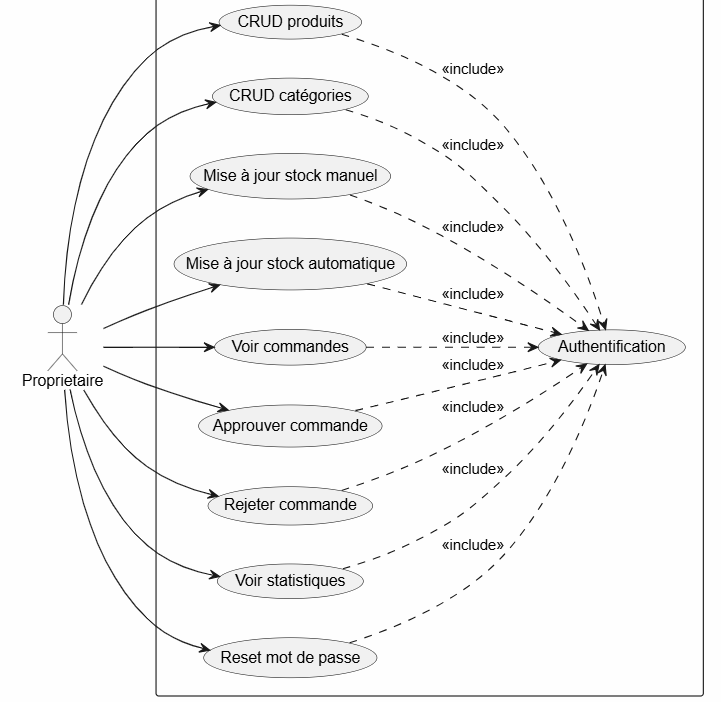 CRUD produits
«include»
CRUD catégories
«include»
Mise à jour stock manuel
«include»
Mise à jour stock automatique
«include»
Voir commandes
«include»
Authentification
«include»
Proprietaire
Approuver commande
«include»
Rejeter commande
«include»
Voir statistiques
«include»
Reset mot de passe